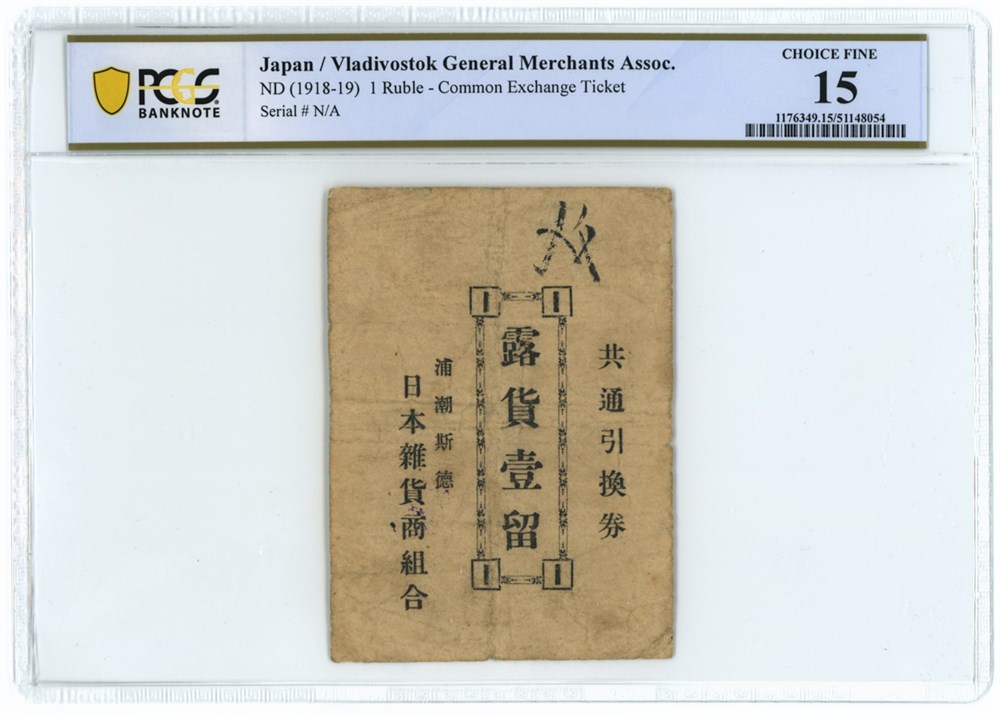 PCGS
BANKNOTE
Japan / Vladivostok General Merchants Assoc.
ND (1918-19) 1 Ruble - Common Exchange Ticket
Serial # N/A
CHOICE FINE
15
1176349.15/51148054
共通引換券
1 1
露貨壹留
1 1
浦潮斯德
日本雜貨商組合